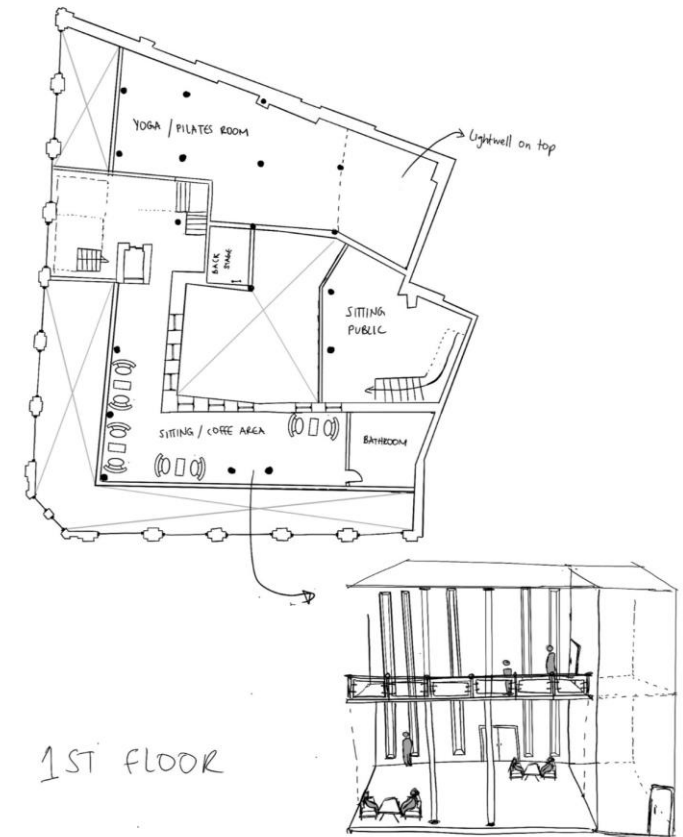 Lightwell on top
YOGA / PILATES ROOM
BACK
STAGE
SITTING
PUBLIC
SITTING / COFFE AREA
BATHROOM
1ST FLOOR